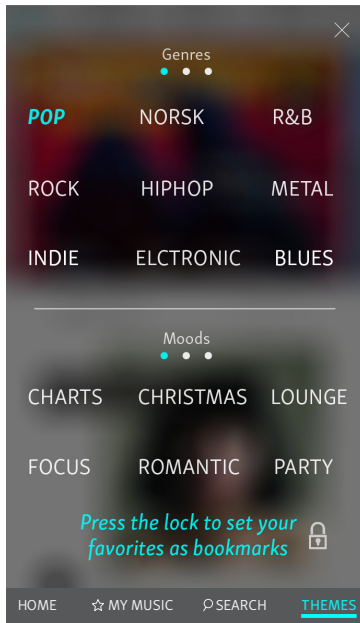 Genres
POP NORSK R&B
ROCK HIPHOP METAL
INDIE ELCTRONIC BLUES
Moods
CHARTS CHRISTMAS LOUNGE
FOCUS ROMANTIC PARTY
Press the lock to set your
favorites as bookmarks
HOME MY MUSIC SEARCH THEMES